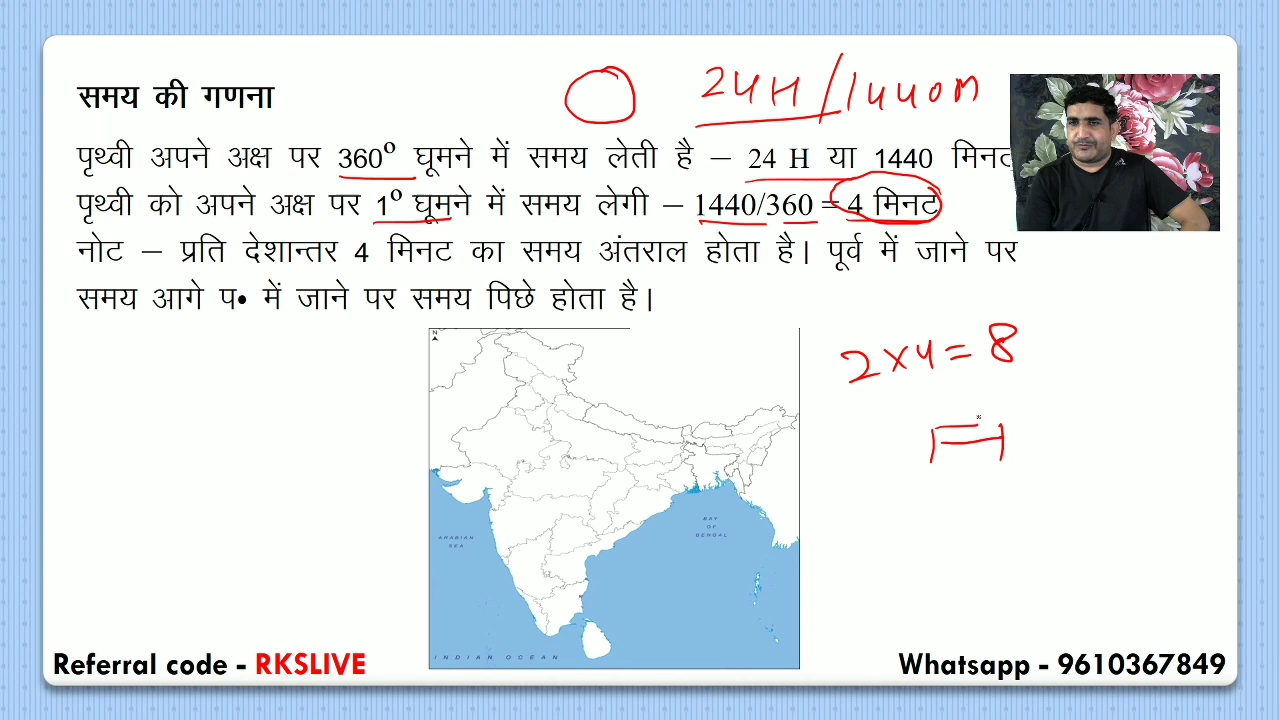 समय की गणना
24H / 1440m
पृथ्वी अपने अक्ष पर 360⁰ घूमने में समय लेती है – 24 H या 1440 मिनट
पृथ्वी को अपने अक्ष पर 1⁰ घूमने में समय लेगी – 1440/360 = 4 मिनट
नोट – प्रति देशान्तर 4 मिनट का समय अंतराल होता है। पूर्व में जाने पर
समय आगे प• में जाने पर समय पिछे होता है।
N
2×4=8
ARABIAN
SEA
BAY
OF
BENGAL
INDIAN OCEAN
Referral code - RKSLIVE
Whatsapp - 9610367849